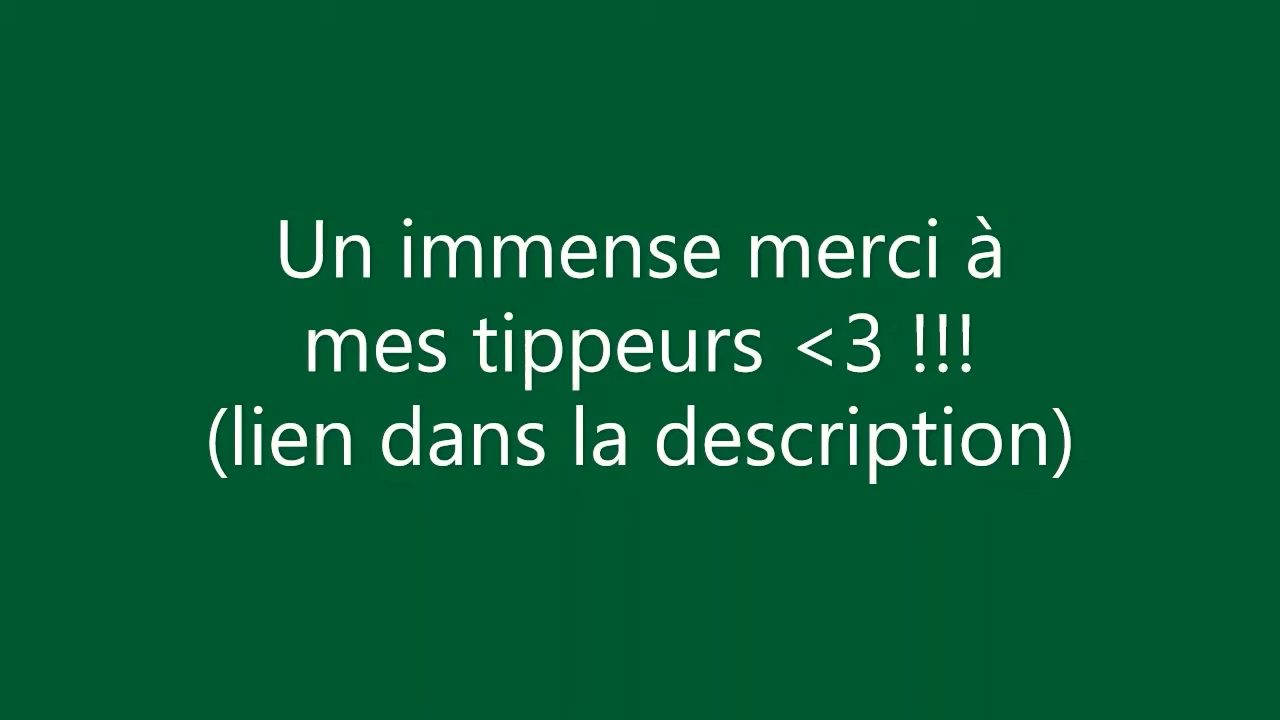 Un immense merci à
mes tippeurs <3 !!!
(lien dans la description)